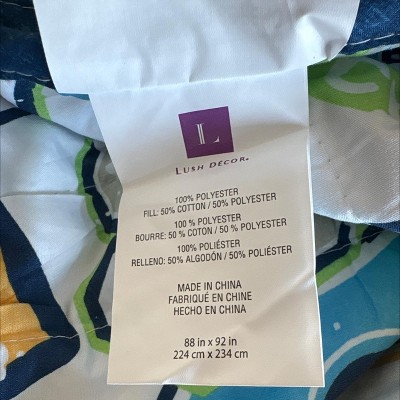 L
LUSH DÉCOR®
100% POLYESTER
FILL: 50% COTTON / 50% POLYESTER
100 % POLYESTER
BOURRE: 50 % COTON / 50 % POLYESTER
100% POLIÉSTER
RELLENO: 50% ALGODÓN / 50% POLIÉSTER
MADE IN CHINA
FABRIQUÉ EN CHINE
HECHO EN CHINA
88 in x 92 in
224 cm x 234 cm